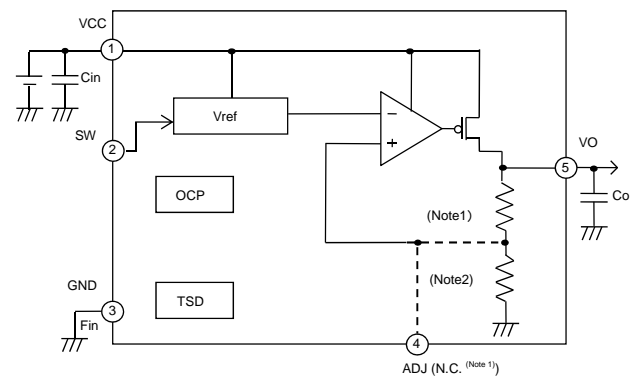 VCC
1
Cin
Vref
SW
2
−
+
VO
5
Co
OCP
(Note1)
(Note2)
GND
3
Fin
TSD
4
ADJ (N.C. (Note 1))